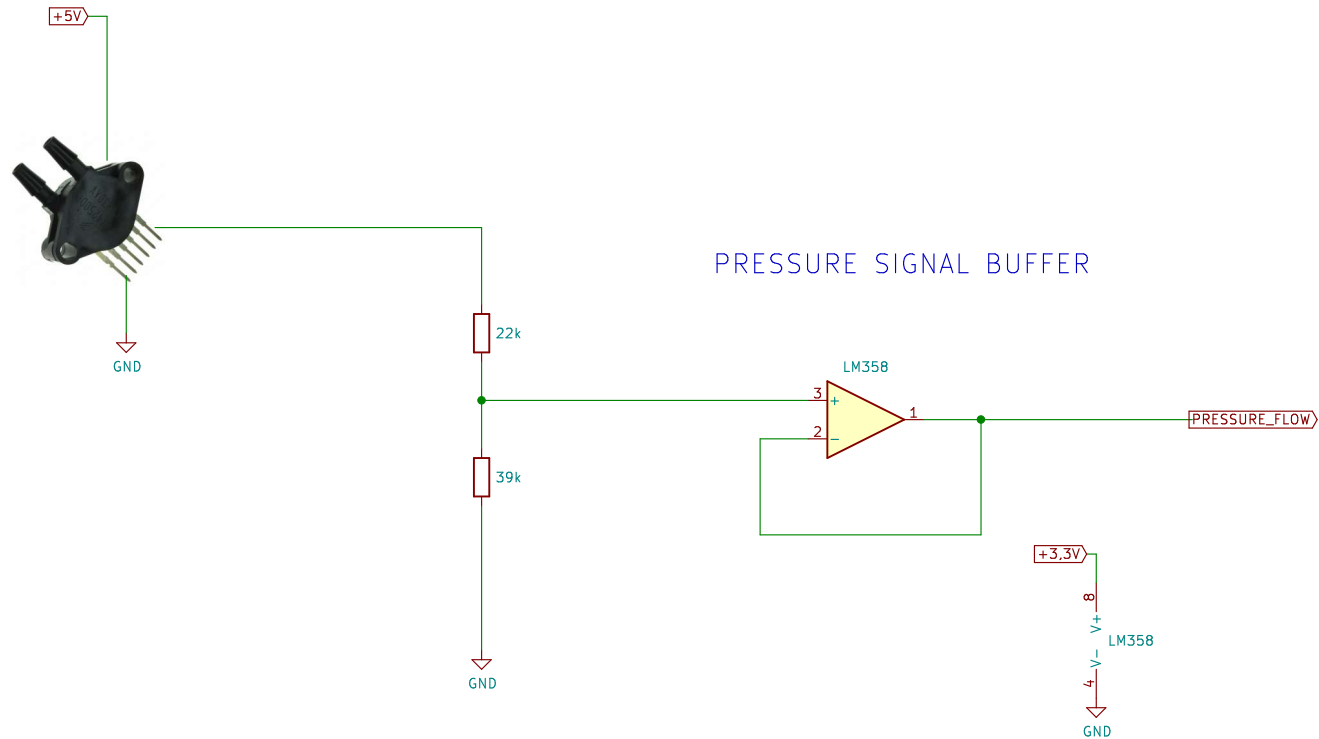 +5V
PRESSURE SIGNAL BUFFER
GND
22k
LM358
3
+
1
PRESSURE_FLOW
2
-
39k
+3,3V
8
V+
LM358
V-
4
GND
GND